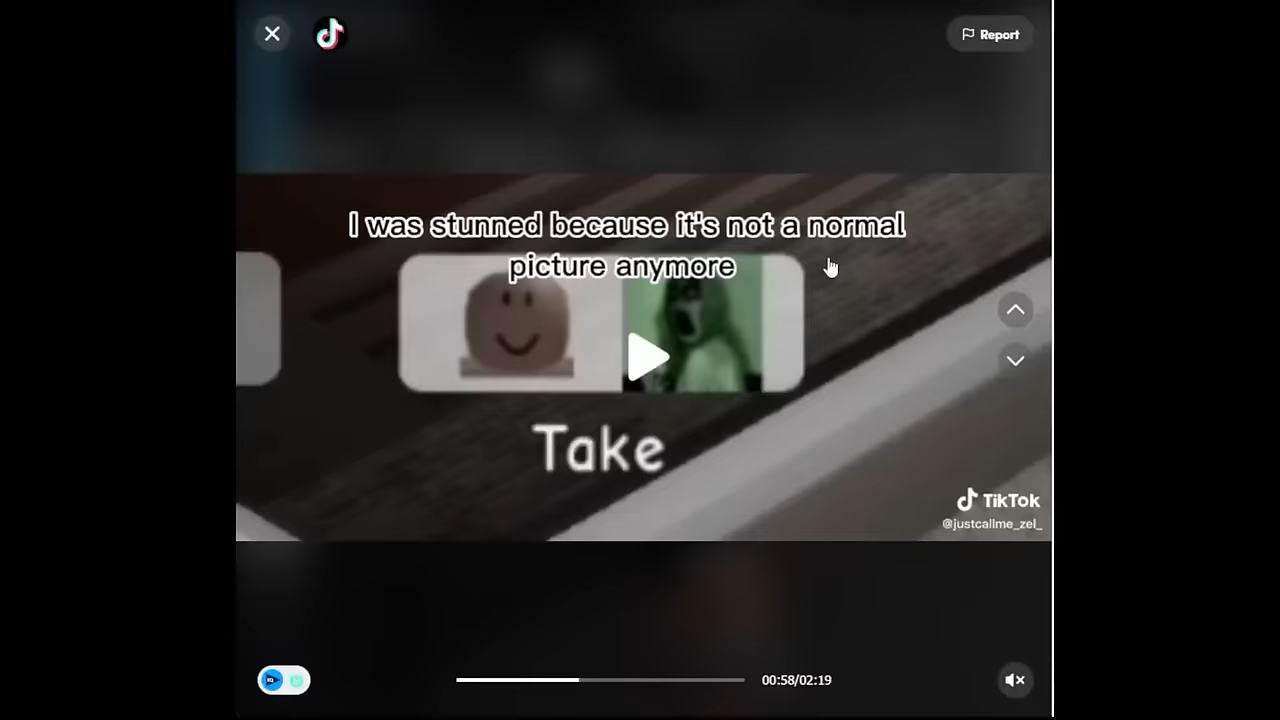 Report
I was stunned because it's not a normal
picture anymore
Take
TikTok
@justcallme_zel_
00:58/02:19